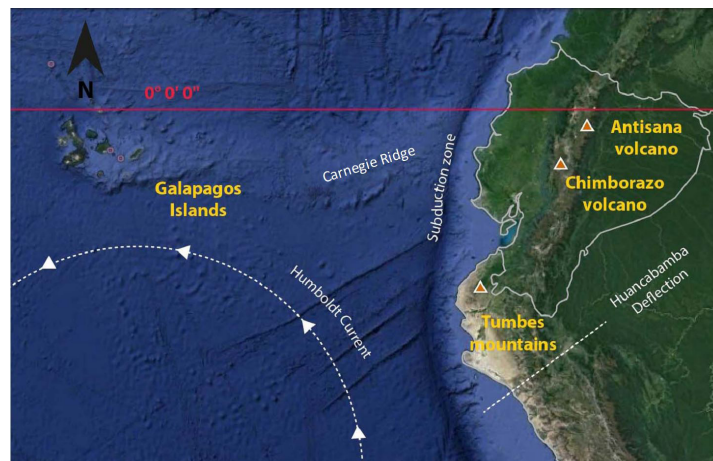 N
0° 0' 0"
Antisana
volcano
Chimborazo
volcano
Carnegie Ridge
Subduction zone
Galapagos
Islands
Humboldt Current
Huancabamba
Deflection
Tumbes
mountains